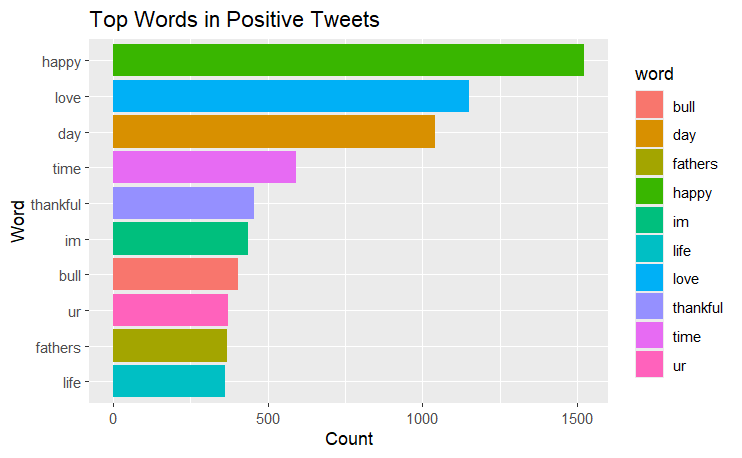 Top Words in Positive Tweets
Word
happy
love
day
time
thankful
im
bull
ur
fathers
life
0 500 1000 1500
Count
word
bull
day
fathers
happy
im
life
love
thankful
time
ur